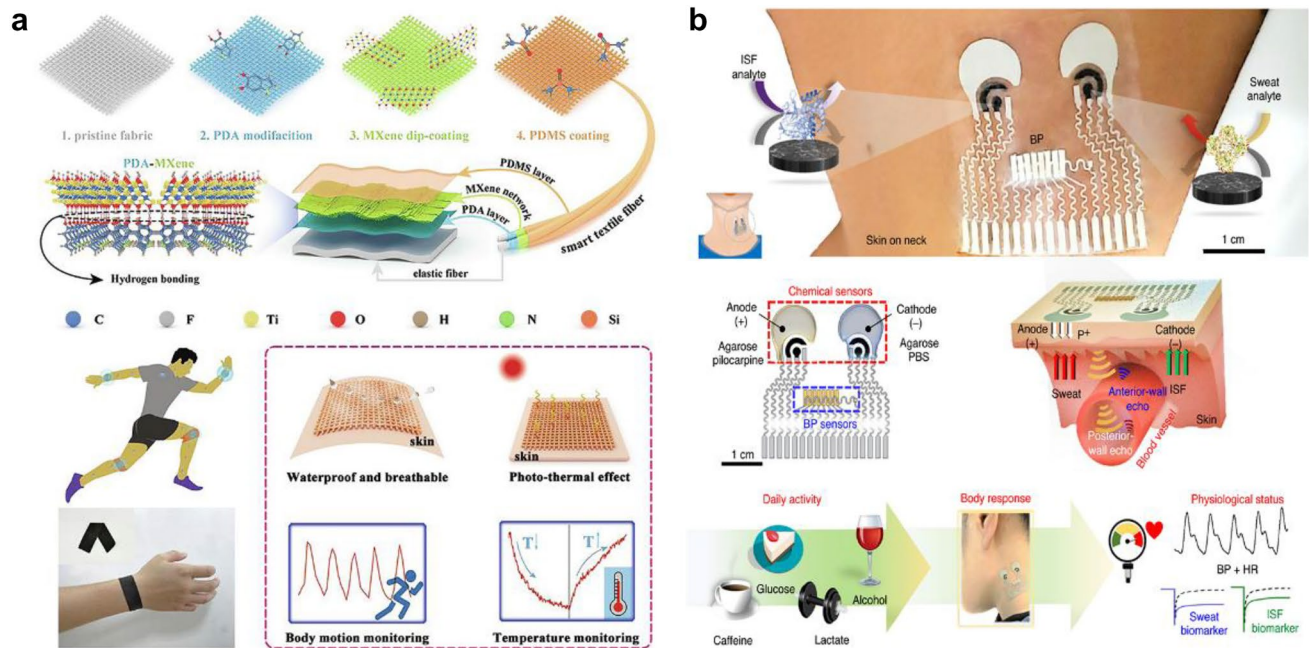 a
1. pristine fabric
2. PDA modifacition
3. MXene dip-coating
4. PDMS coating
PDA-MXene
PDMS layer
MXene network
PDA layer
smart textile fiber
elastic fiber
Hydrogen bonding
C
F
Ti
O
H
N
Si
skin
Waterproof and breathable
skin
Photo-thermal effect
Body motion monitoring
T↓
T↑
Temperature monitoring
b
ISF
analyte
Sweat
analyte
BP
Skin on neck
1 cm
Chemical sensors
Anode
(+)
Cathode
(–)
Agarose
pilocarpine
Agarose
PBS
BP sensors
1 cm
Anode
(+)
P+
Cathode
(–)
Sweat
ISF
Anterior-wall
echo
Posterior-
wall echo
Blood vessel
Skin
Daily activity
Body response
Physiological status
Glucose
Alcohol
Caffeine
Lactate
BP + HR
Sweat
biomarker
ISF
biomarker